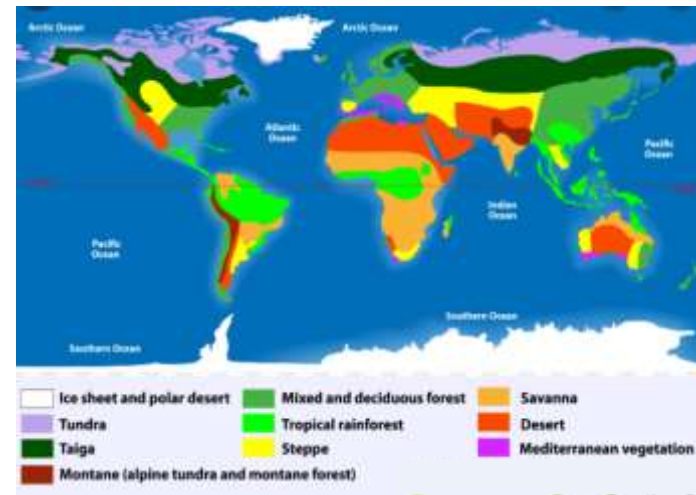 Arctic Ocean
Arctic Ocean
Atlantic
Ocean
Pacific
Ocean
Indian
Ocean
Pacific
Ocean
Southern Ocean
Southern Ocean
Ice sheet and polar desert
Mixed and deciduous forest
Savanna
Tundra
Tropical rainforest
Desert
Taiga
Steppe
Mediterranean vegetation
Montane (alpine tundra and montane forest)